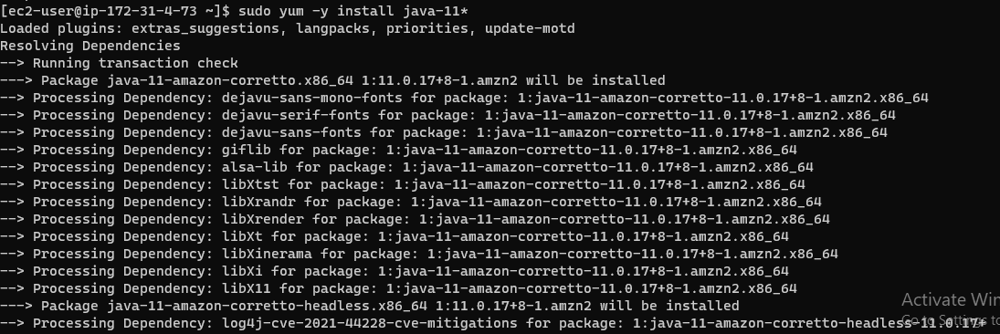 [ec2-user@ip-172-31-4-73 ~]$ sudo yum -y install java-11*
Loaded plugins: extras_suggestions, langpacks, priorities, update-motd
Resolving Dependencies
--> Running transaction check
---> Package java-11-amazon-corretto.x86_64 1:11.0.17+8-1.amzn2 will be installed
--> Processing Dependency: dejavu-sans-mono-fonts for package: 1:java-11-amazon-corretto-11.0.17+8-1.amzn2.x86_64
--> Processing Dependency: dejavu-serif-fonts for package: 1:java-11-amazon-corretto-11.0.17+8-1.amzn2.x86_64
--> Processing Dependency: dejavu-sans-fonts for package: 1:java-11-amazon-corretto-11.0.17+8-1.amzn2.x86_64
--> Processing Dependency: giflib for package: 1:java-11-amazon-corretto-11.0.17+8-1.amzn2.x86_64
--> Processing Dependency: alsa-lib for package: 1:java-11-amazon-corretto-11.0.17+8-1.amzn2.x86_64
--> Processing Dependency: libXtst for package: 1:java-11-amazon-corretto-11.0.17+8-1.amzn2.x86_64
--> Processing Dependency: libXrandr for package: 1:java-11-amazon-corretto-11.0.17+8-1.amzn2.x86_64
--> Processing Dependency: libXrender for package: 1:java-11-amazon-corretto-11.0.17+8-1.amzn2.x86_64
--> Processing Dependency: libXt for package: 1:java-11-amazon-corretto-11.0.17+8-1.amzn2.x86_64
--> Processing Dependency: libXinerama for package: 1:java-11-amazon-corretto-11.0.17+8-1.amzn2.x86_64
--> Processing Dependency: libXi for package: 1:java-11-amazon-corretto-11.0.17+8-1.amzn2.x86_64
--> Processing Dependency: libX11 for package: 1:java-11-amazon-corretto-11.0.17+8-1.amzn2.x86_64
---> Package java-11-amazon-corretto-headless.x86_64 1:11.0.17+8-1.amzn2 will be installed
--> Processing Dependency: log4j-cve-2021-44228-cve-mitigations for package: 1:java-11-amazon-corretto-headless-11.0.17+
Activate Win
Go to Settings to